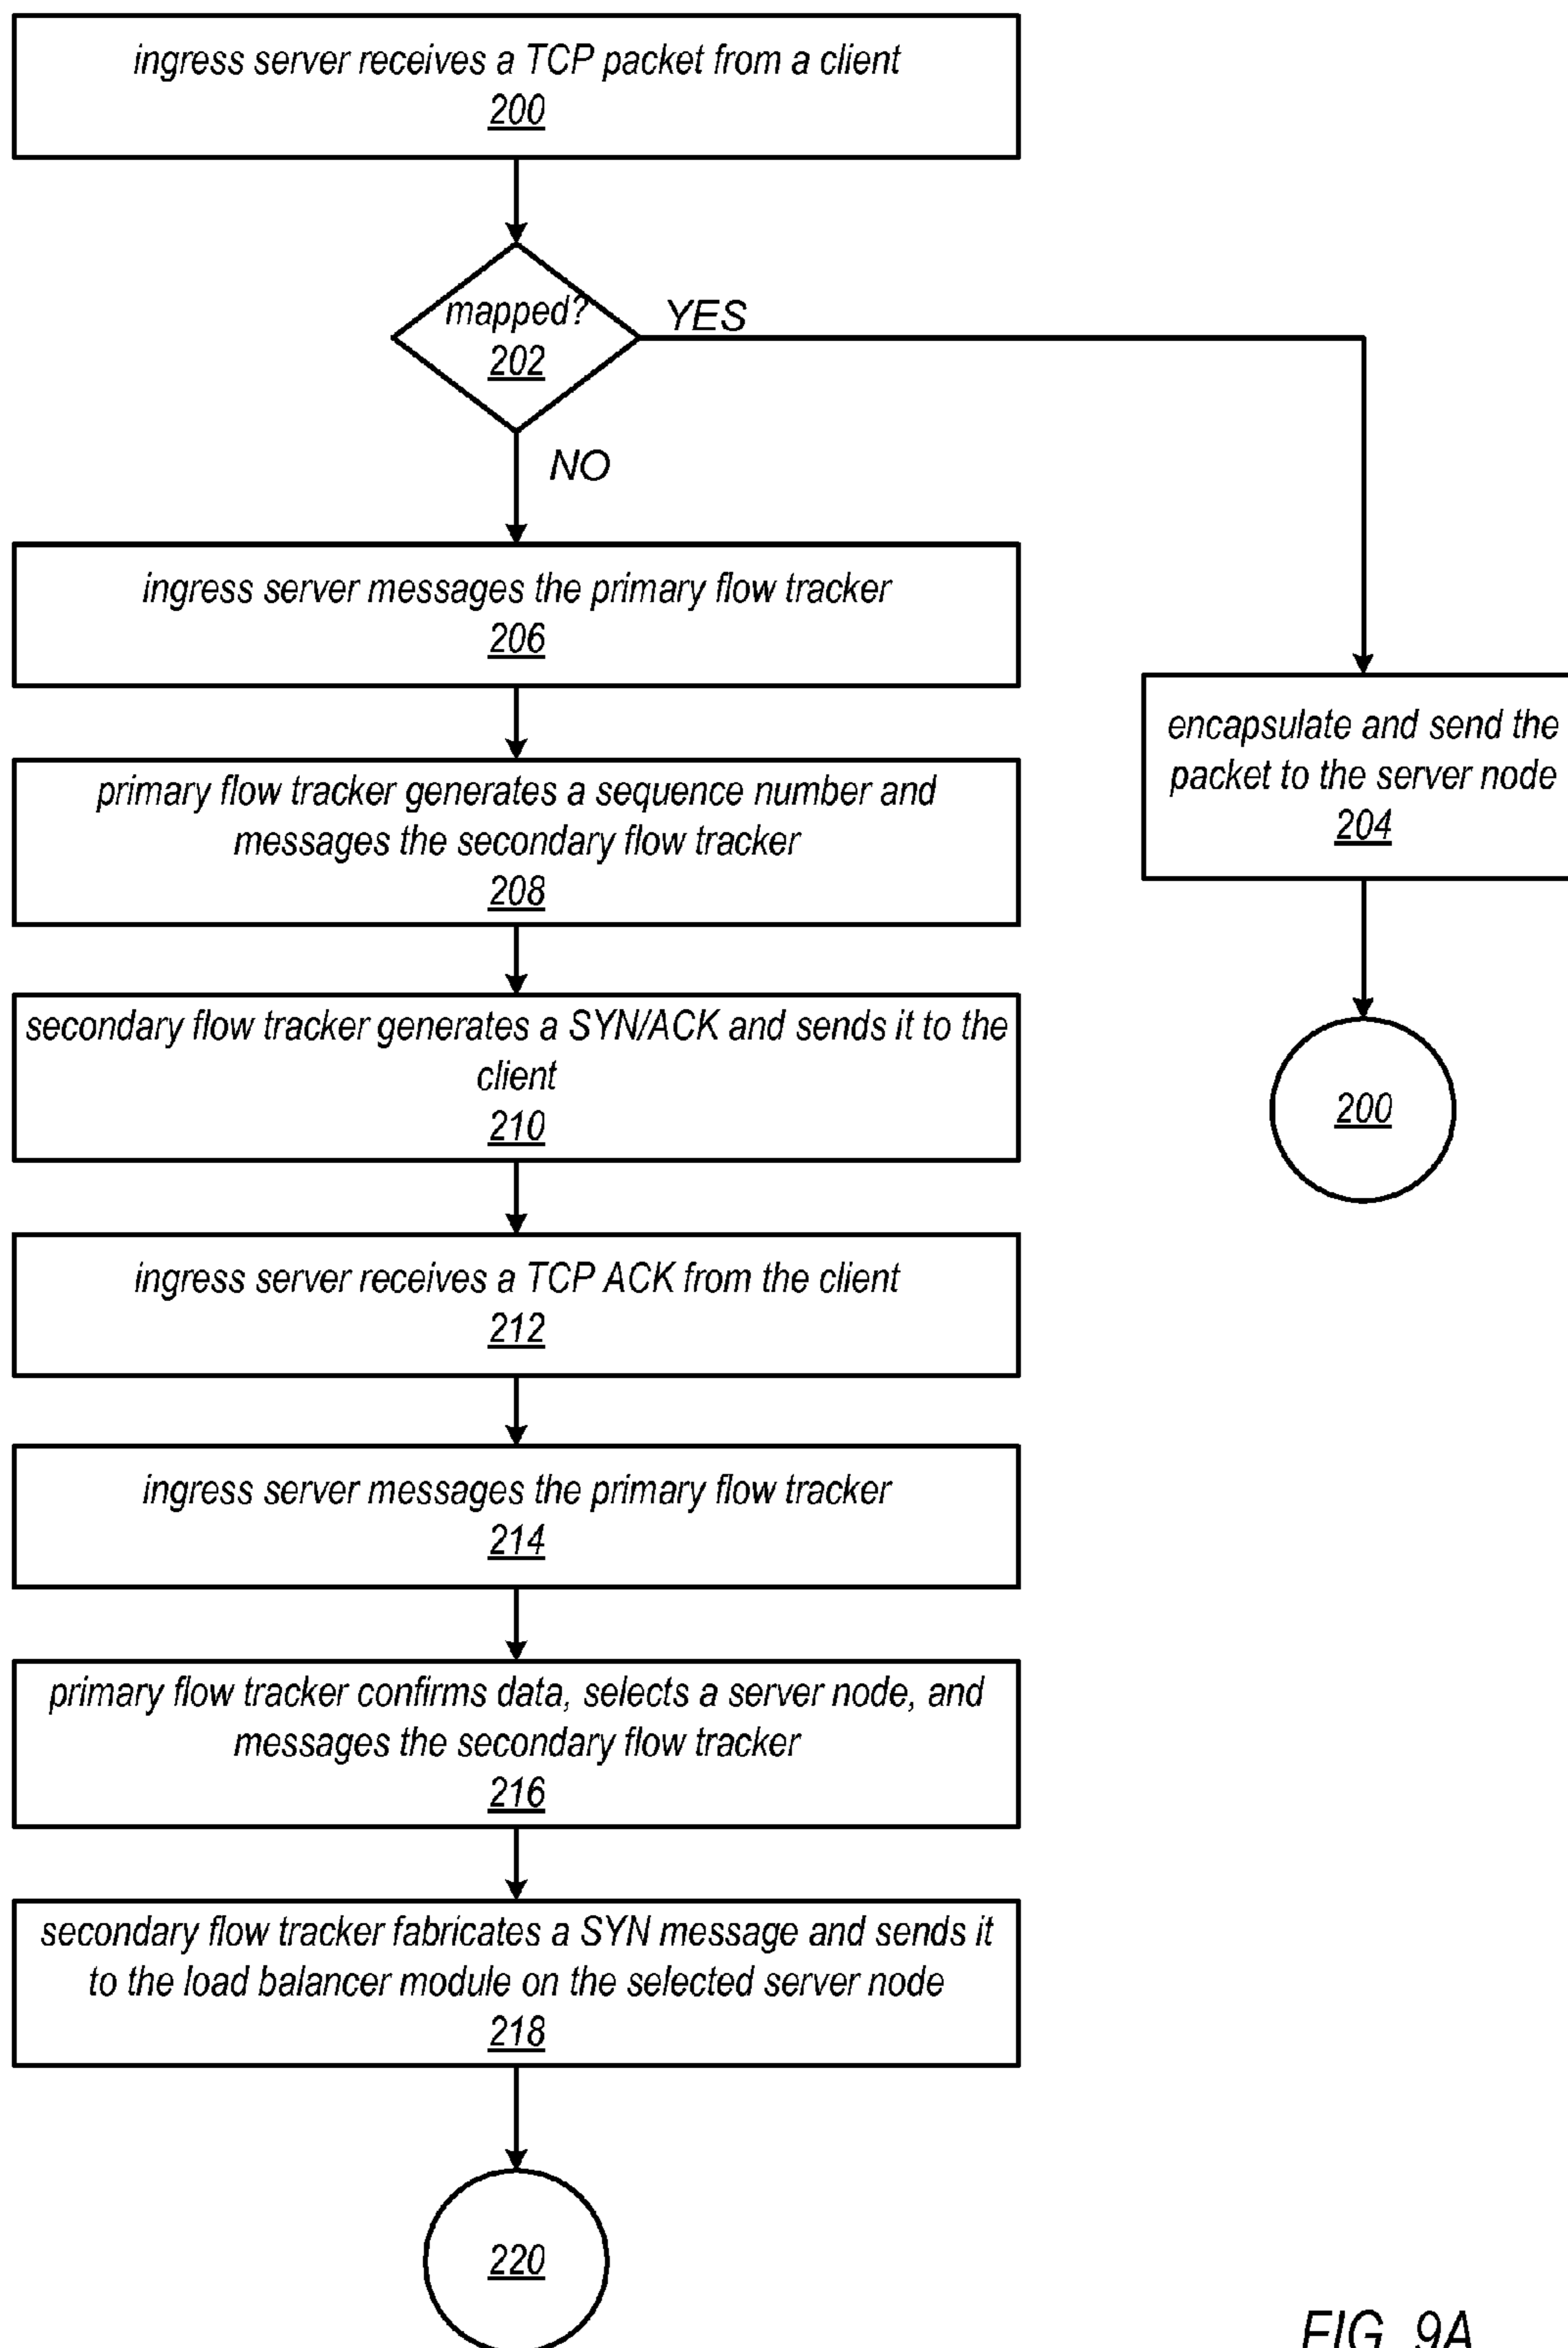 ingress server receives a TCP packet from a client
200
mapped?
202
YES
NO
ingress server messages the primary flow tracker
206
encapsulate and send the
packet to the server node
204
primary flow tracker generates a sequence number and
messages the secondary flow tracker
208
secondary flow tracker generates a SYN/ACK and sends it to the
client
210
200
ingress server receives a TCP ACK from the client
212
ingress server messages the primary flow tracker
214
primary flow tracker confirms data, selects a server node, and
messages the secondary flow tracker
216
secondary flow tracker fabricates a SYN message and sends it
to the load balancer module on the selected server node
218
220
FIG. 9A